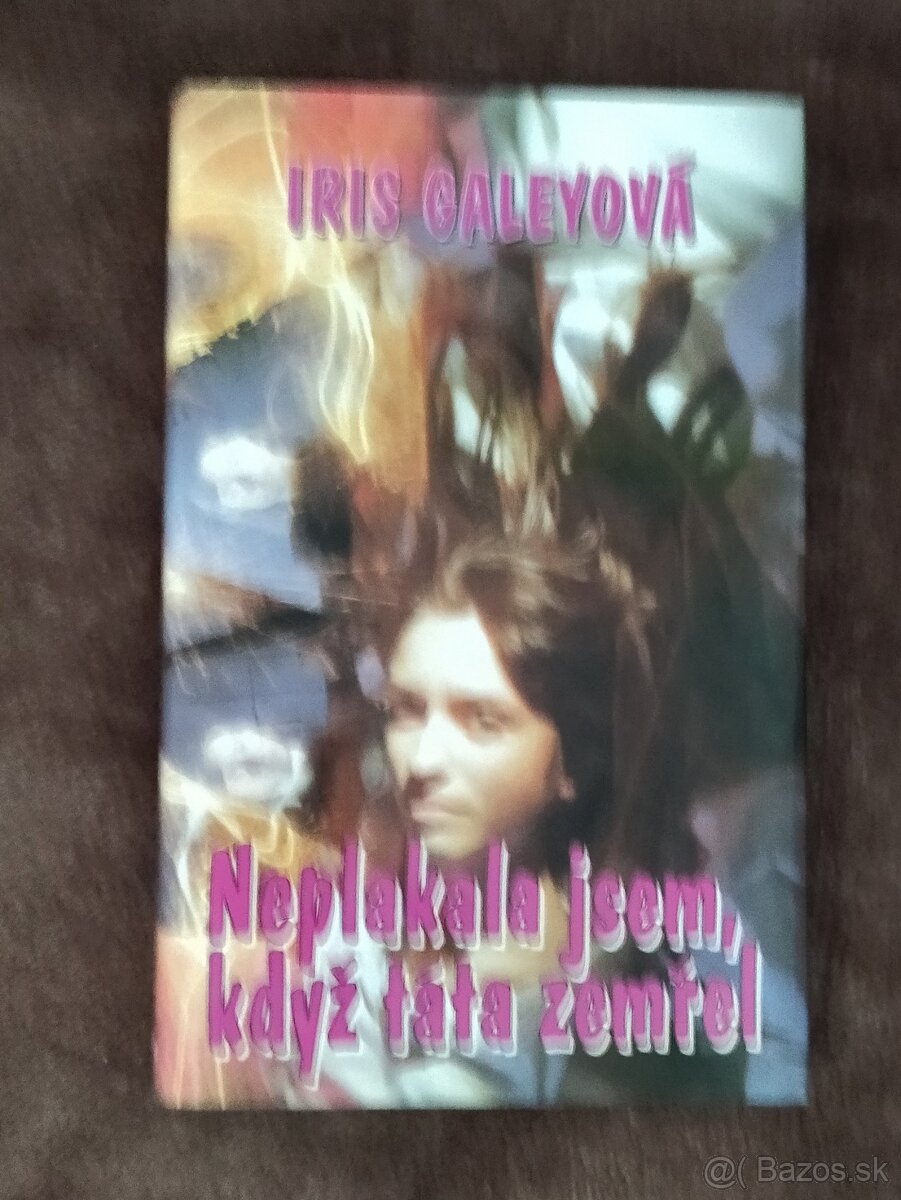 IRIS GALEYOVÁ
Neplakala jsem,
když táta zemřel
@( Bazos.sk